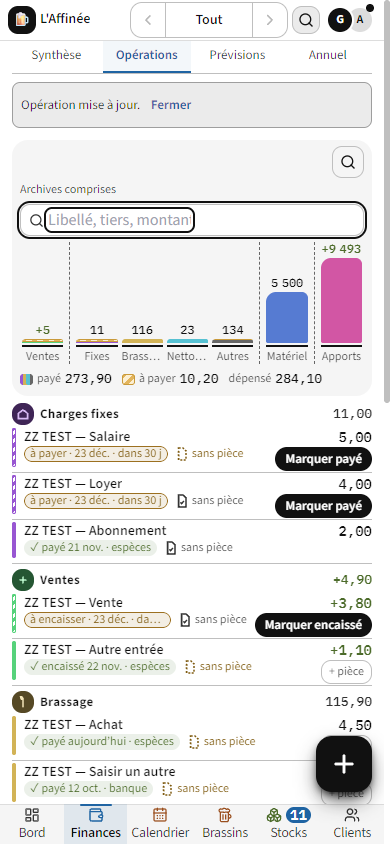 L'Affinée
Tout
G
A
Synthèse
Opérations
Prévisions
Annuel
Opération mise à jour. Fermer
Archives comprises
Libellé, tiers, montant
+5
11
116
23
134
5 500
+9 493
Ventes
Fixes
Brass…
Netto…
Autres
Matériel
Apports
payé 273,90
à payer 10,20
dépensé 284,10
Charges fixes 11,00
ZZ TEST — Salaire 5,00
à payer · 23 déc. · dans 30 j
sans pièce
Marquer payé
ZZ TEST — Loyer 4,00
à payer · 23 déc. · dans 30 j
sans pièce
Marquer payé
ZZ TEST — Abonnement 2,00
✓ payé 21 nov. · espèces
sans pièce
Ventes +4,90
ZZ TEST — Vente +3,80
à encaisser · 23 déc. · da…
sans pièce
Marquer encaissé
ZZ TEST — Autre entrée +1,10
✓ encaissé 22 nov. · espèces
sans pièce
+ pièce
Brassage 115,90
ZZ TEST — Achat 4,50
✓ payé aujourd'hui · espèces
sans pièce
ZZ TEST — Saisir un autre
✓ payé 12 oct. · banque
sans pièce
+ pièce
Bord
Finances
Calendrier
Brassins
Stocks
11
Clients